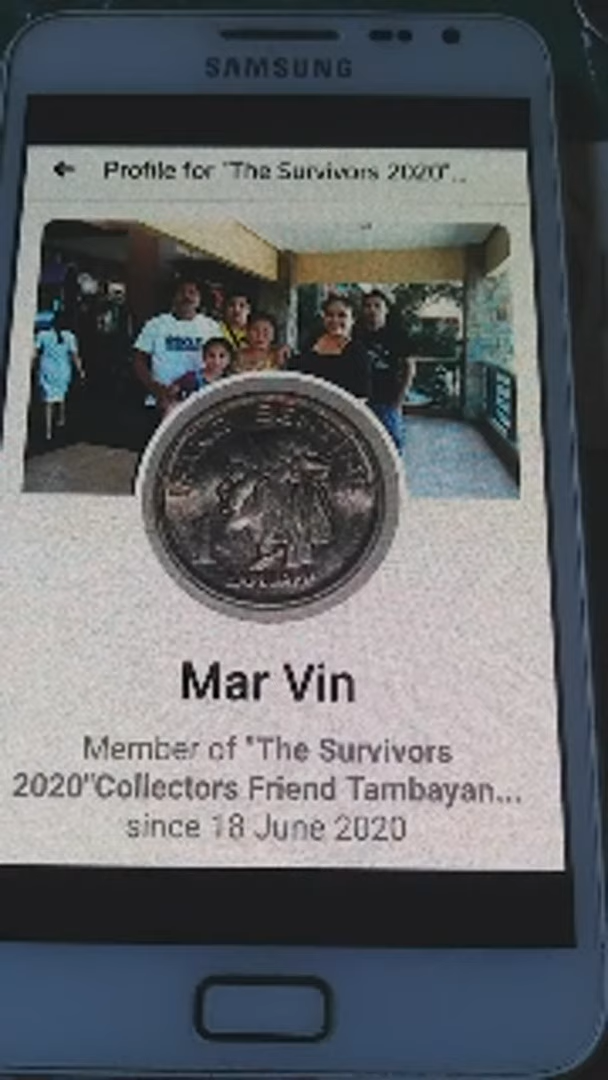 SAMSUNG
Profile for "The Survivors 2020"...
Mar Vin
Member of "The Survivors
2020"Collectors Friend Tambayan...
since 18 June 2020